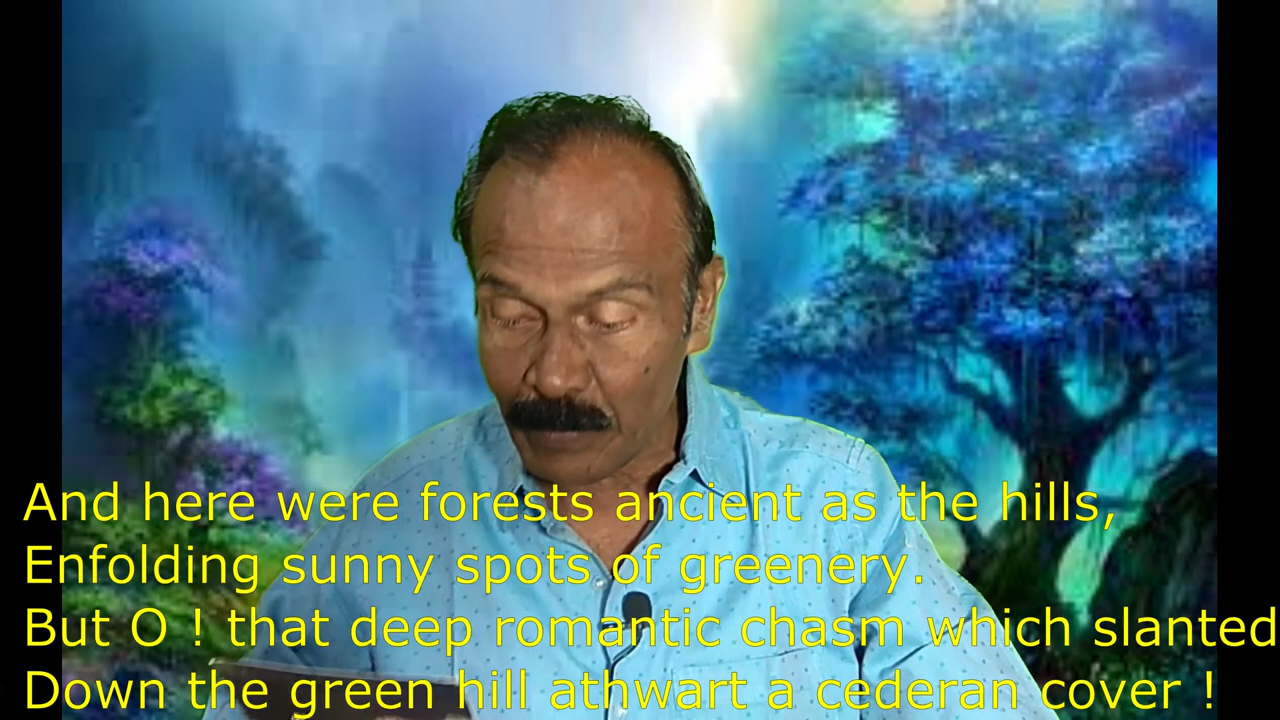 And here were forests ancient as the hills,
Enfolding sunny spots of greenery.
But O ! that deep romantic chasm which slanted
Down the green hill athwart a cederan cover !